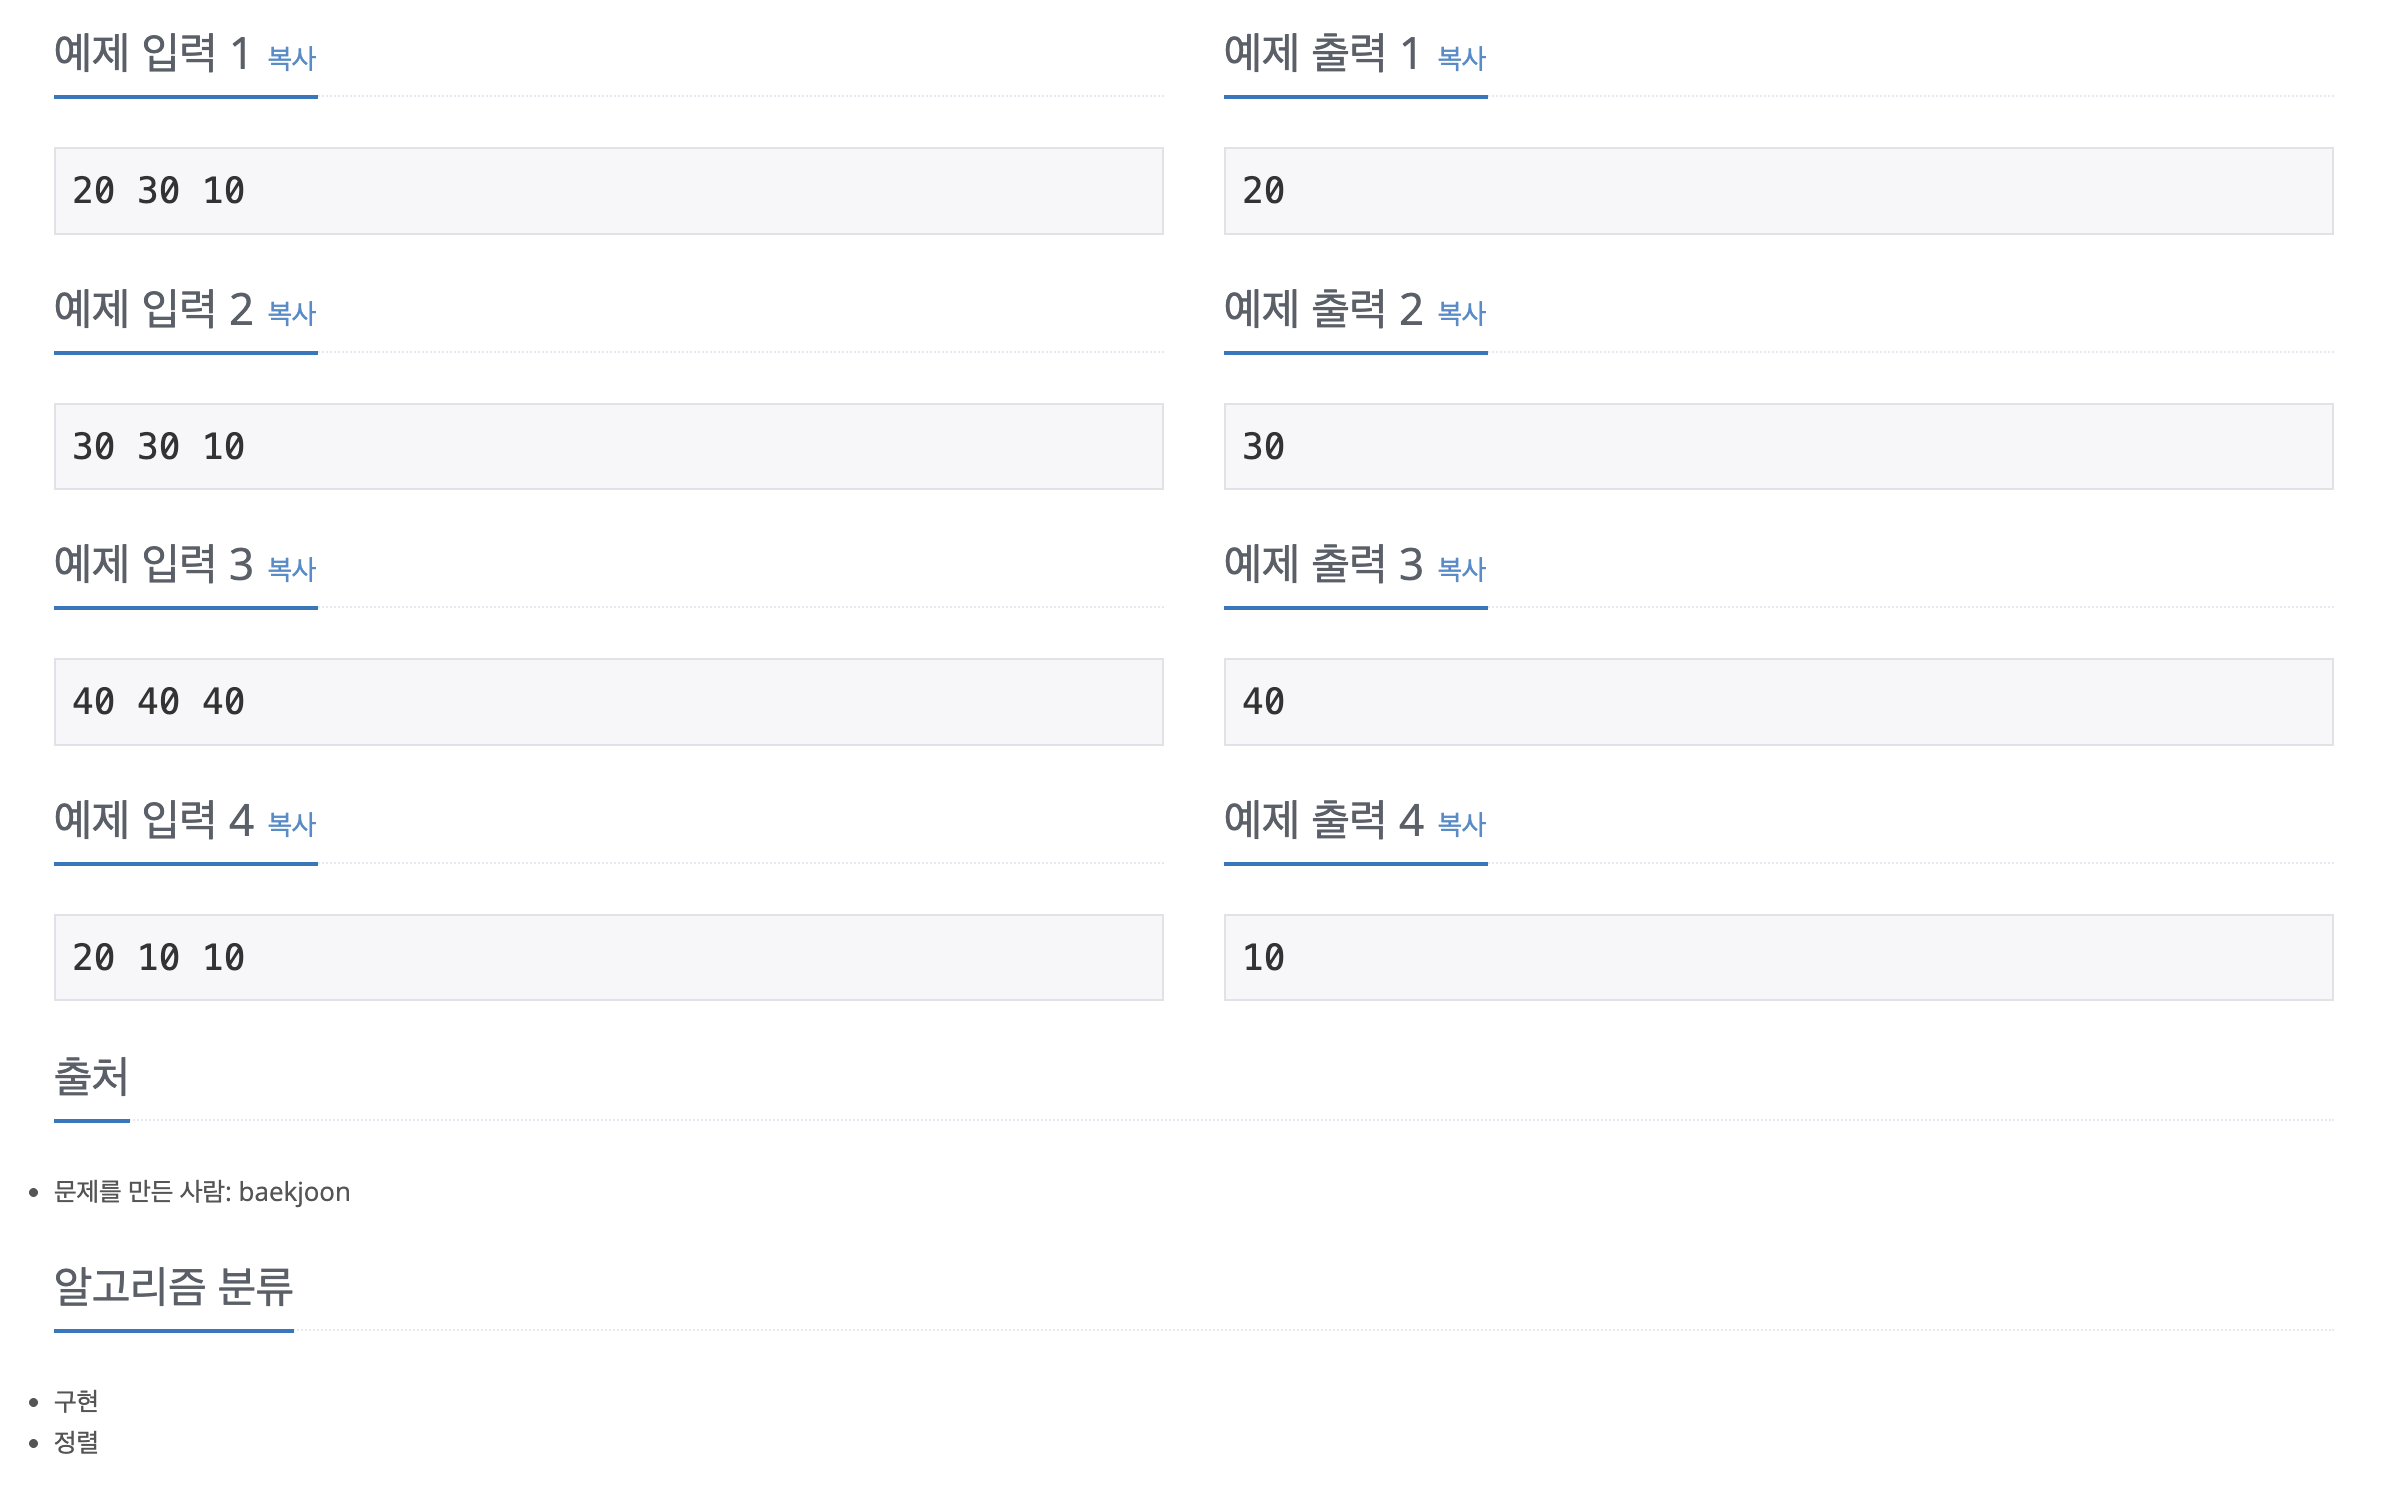 예제 입력 1 복사
예제 출력 1 복사
20 30 10
20
예제 입력 2 복사
예제 출력 2 복사
30 30 10
30
예제 입력 3 복사
예제 출력 3 복사
40 40 40
40
예제 입력 4 복사
예제 출력 4 복사
20 10 10
10
출처
문제를 만든 사람: baekjoon
알고리즘 분류
구현
정렬